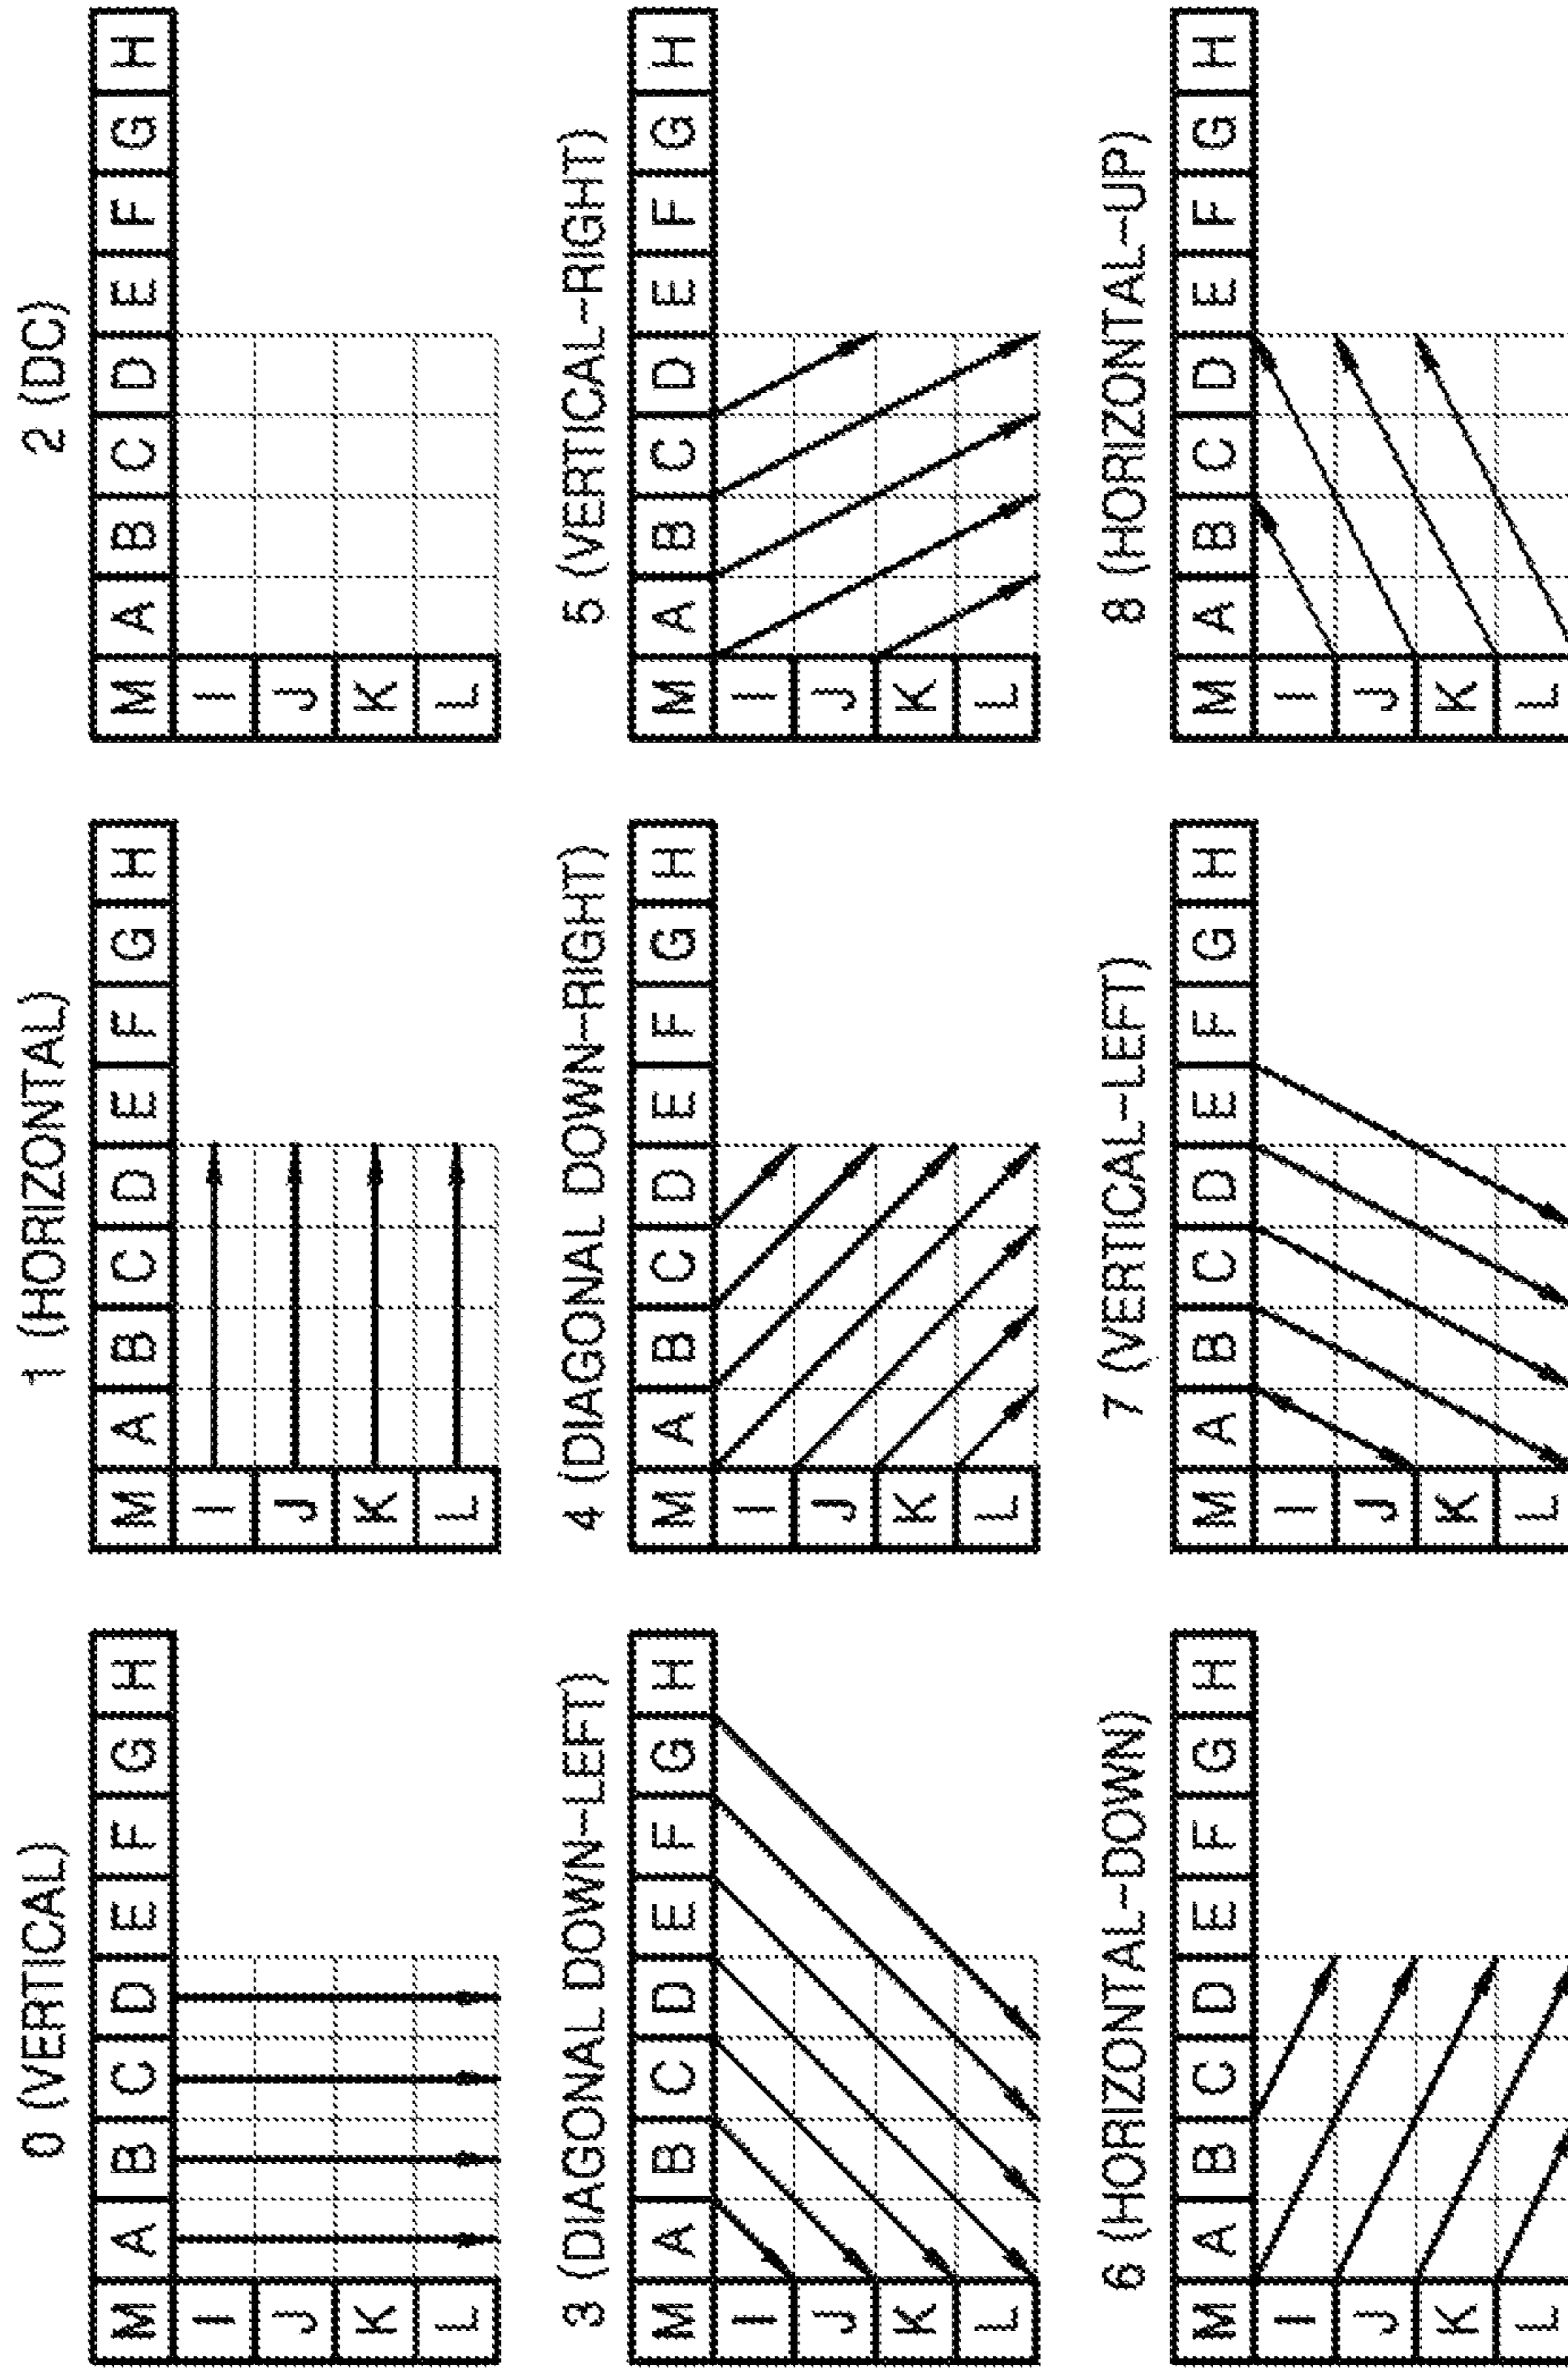 0 (VERTICAL)
M A B C D E F G H
I
J
K
L
1 (HORIZONTAL)
M A B C D E F G H
I
J
K
L
2 (DC)
M A B C D E F G H
I
J
K
L
3 (DIAGONAL DOWN-LEFT)
M A B C D E F G H
I
J
K
L
4 (DIAGONAL DOWN-RIGHT)
M A B C D E F G H
I
J
K
L
5 (VERTICAL-RIGHT)
M A B C D E F G H
I
J
K
L
6 (HORIZONTAL-DOWN)
M A B C D E F G H
I
J
K
L
7 (VERTICAL-LEFT)
M A B C D E F G H
I
J
K
L
8 (HORIZONTAL-UP)
M A B C D E F G H
I
J
K
L